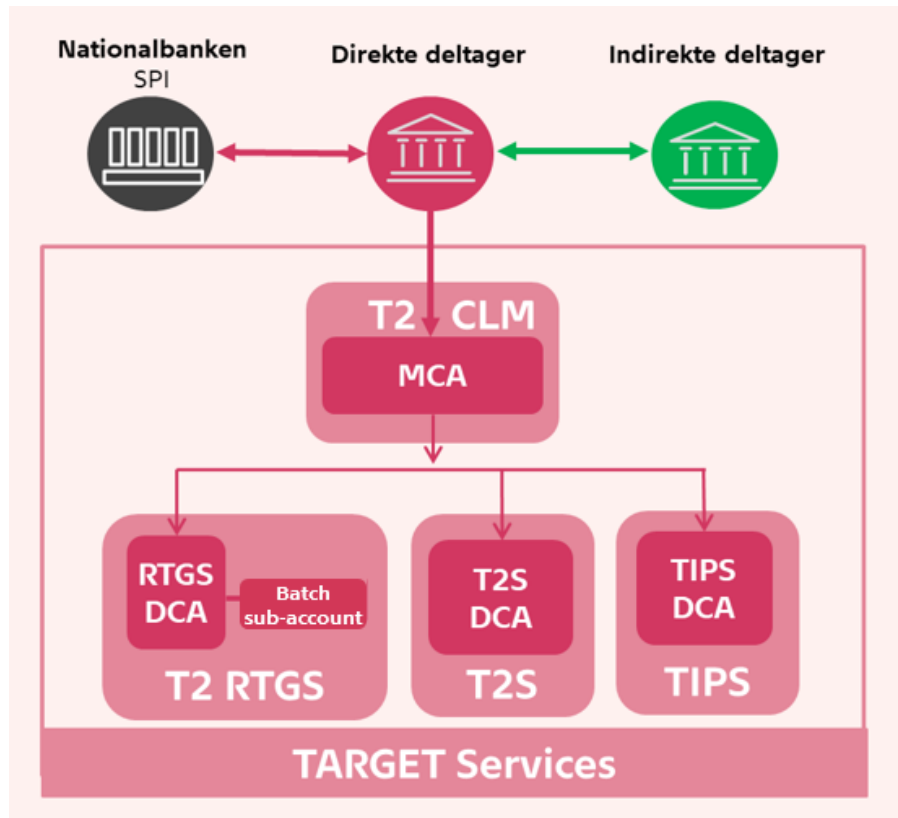 Nationalbanken
SPI
Direkte deltager
Indirekte deltager
T2 CLM
MCA
RTGS
DCA
Batch
sub-account
T2 RTGS
T2S
DCA
T2S
TIPS
DCA
TIPS
TARGET Services